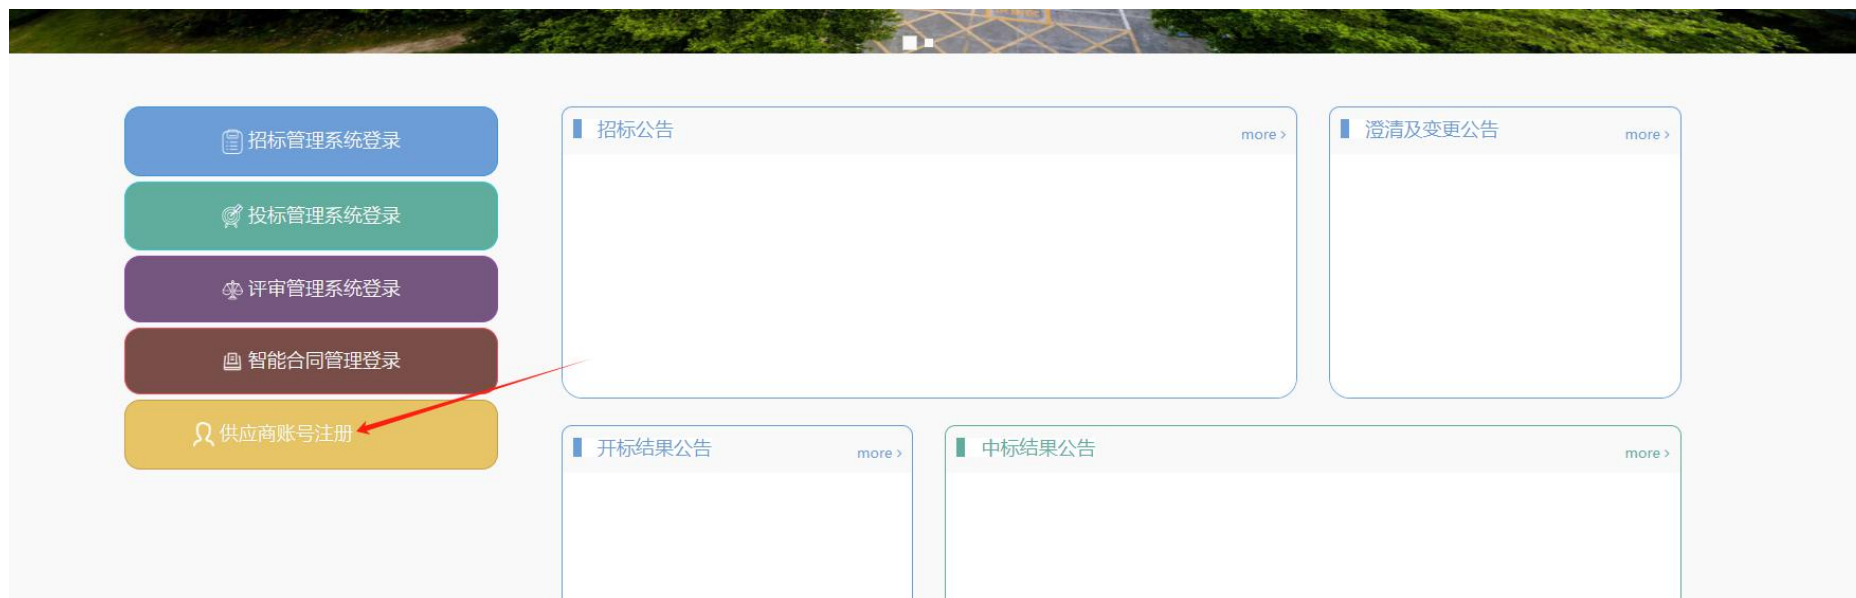 招标管理系统登录
投标管理系统登录
评审管理系统登录
智能合同管理登录
供应商账号注册
招标公告 more >
澄清及变更公告 more >
开标结果公告 more >
中标结果公告 more >